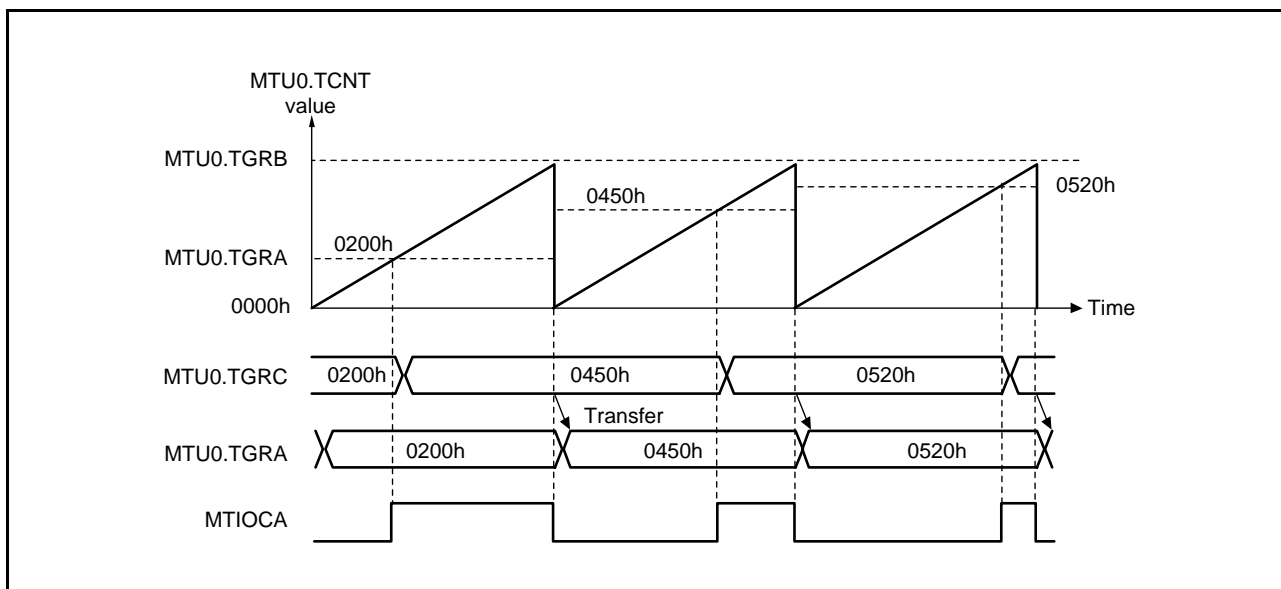 MTU0.TCNT
value
MTU0.TGRB
0520h
0450h
0200h
MTU0.TGRA
0000h
Time
MTU0.TGRC 0200h 0450h 0520h
Transfer
MTU0.TGRA 0200h 0450h 0520h
MTIOCA